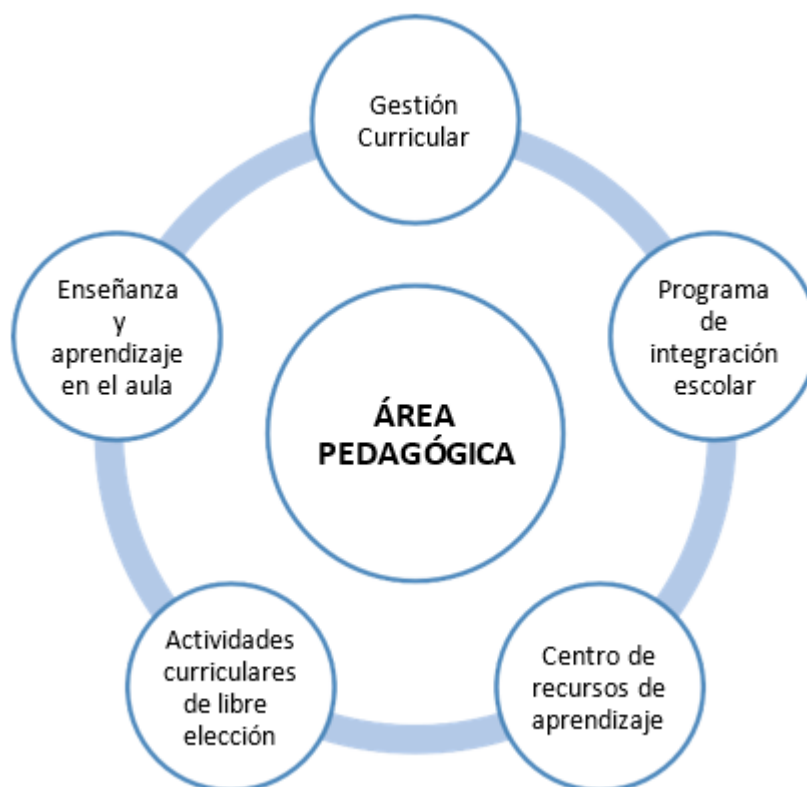 Gestión
Curricular
Programa
de
integración
escolar
Centro de
recursos de
aprendizaje
Actividades
curriculares
de libre
elección
Enseñanza
y
aprendizaje
en el aula
ÁREA
PEDAGÓGICA